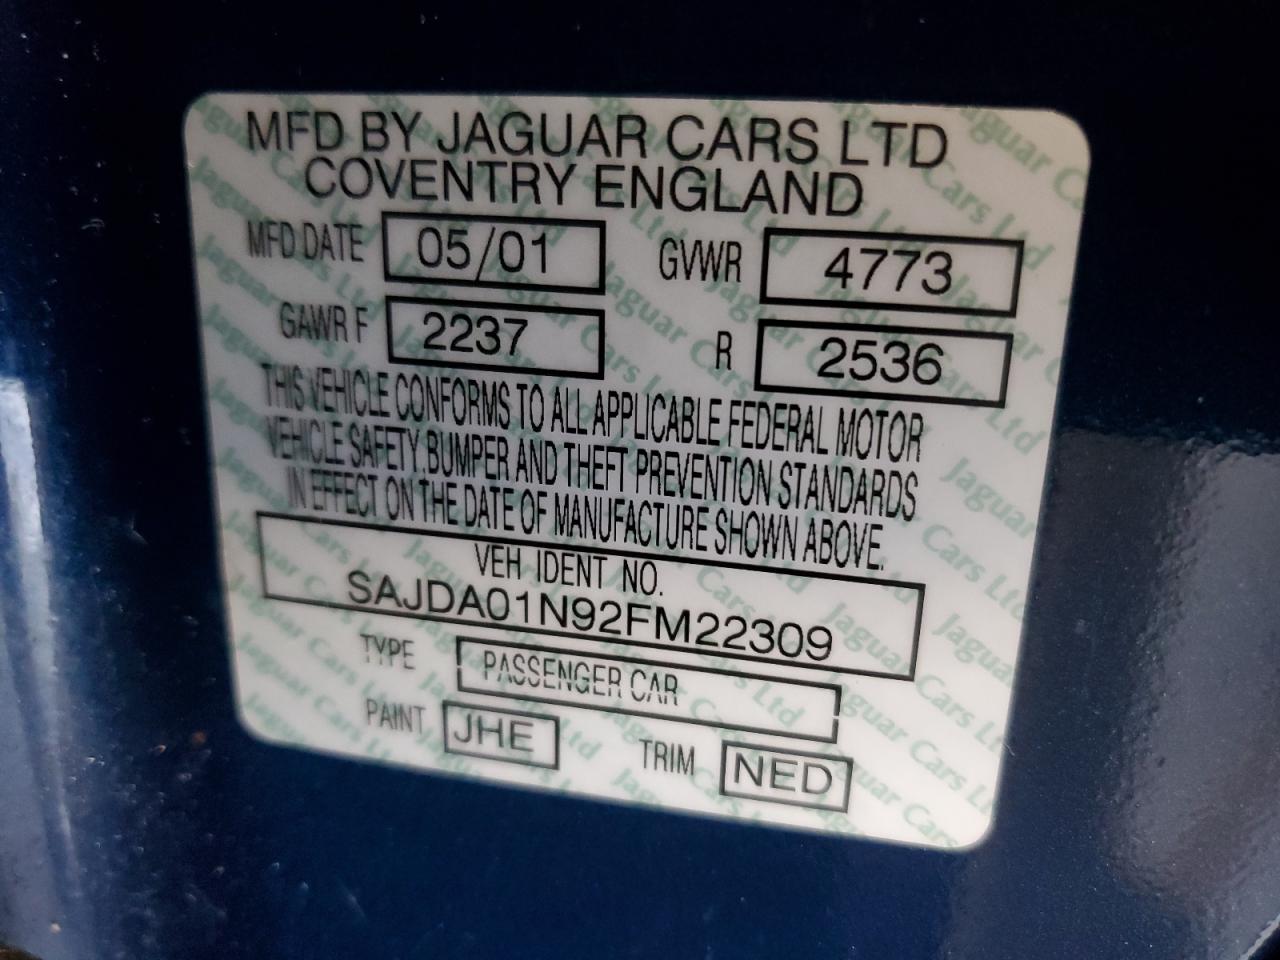 MFD BY JAGUAR CARS LTD
COVENTRY ENGLAND
MFD DATE 05/01 GVWR 4773
GAWR F 2237 R 2536
THIS VEHICLE CONFORMS TO ALL APPLICABLE FEDERAL MOTOR
VEHICLE SAFETY, BUMPER AND THEFT PREVENTION STANDARDS
IN EFFECT ON THE DATE OF MANUFACTURE SHOWN ABOVE.
VEH IDENT NO.
SAJDA01N92FM22309
TYPE PASSENGER CAR
PAINT JHE TRIM NED